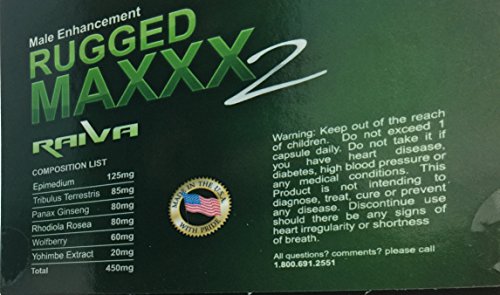 Male Enhancement
RUGGED
MAXXX 2
RAIVA
COMPOSITION LIST
Epimedium 125mg
Tribulus Terrestris 85mg
Panax Ginseng 80mg
Rhodiola Rosea 80mg
Wolfberry 60mg
Yohimbe Extract 20mg
Total 450mg
MADE IN THE U.S.A.
WITH PRIDE
Warning: Keep out of the reach
of children. Do not exceed 1
capsule daily. Do not take it if
you have heart disease,
diabetes, high blood pressure or
any medical conditions. This
Product is not intending to
diagnose, treat, cure or prevent
any disease. Discontinue use
should there be any signs of
heart irregularity or shortness
of breath.
All questions? comments? please call
1.800.691.2551